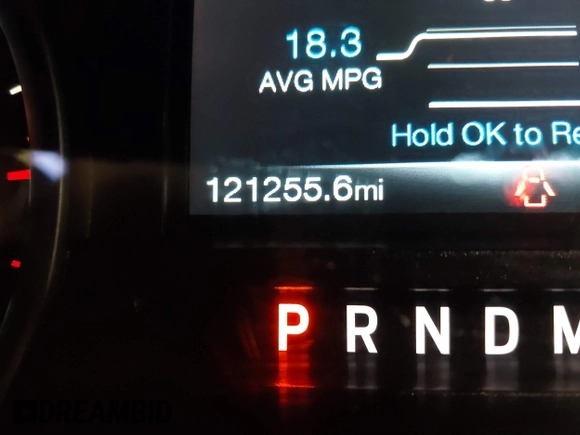 18.3
AVG MPG
Hold OK to Re
121255.6mi
P R N D M
DREAMBID